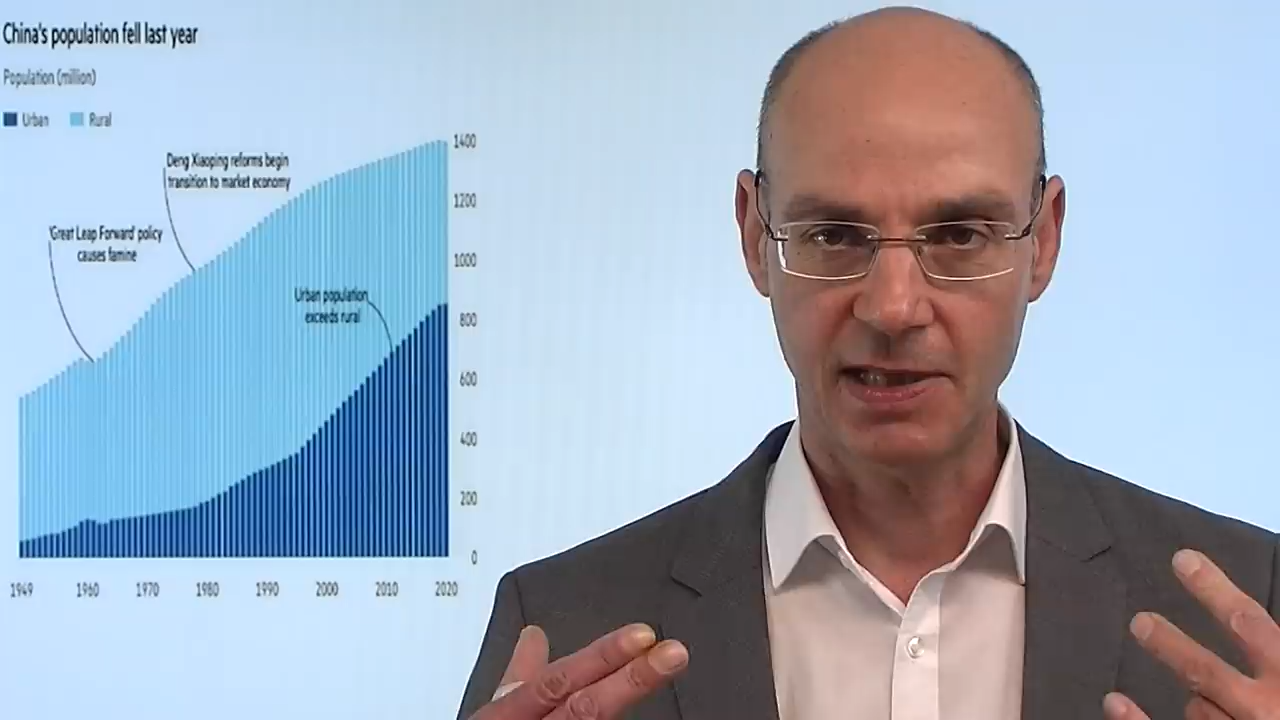 China's population fell last year
Population (million)
Urban Rural
Deng Xiaoping reforms begin
transition to market economy
'Great Leap Forward' policy
causes famine
Urban population
exceeds rural
1400
1200
1000
800
600
400
200
0
1949 1960 1970 1980 1990 2000 2010 2020